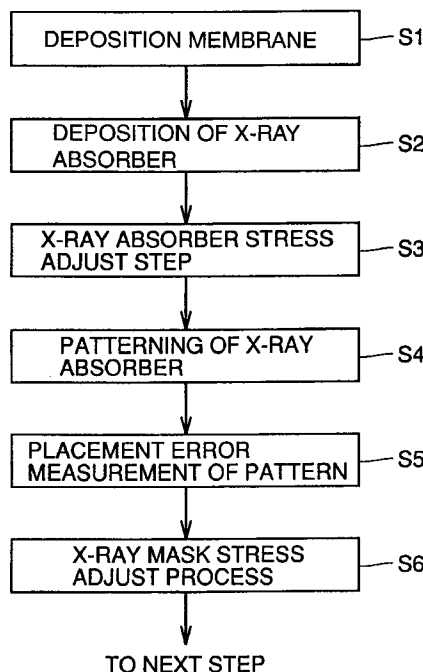 DEPOSITION MEMBRANE
S1
DEPOSITION OF X-RAY
ABSORBER
S2
X-RAY ABSORBER STRESS
ADJUST STEP
S3
PATTERNING OF X-RAY
ABSORBER
S4
PLACEMENT ERROR
MEASUREMENT OF PATTERN
S5
X-RAY MASK STRESS
ADJUST PROCESS
S6
TO NEXT STEP